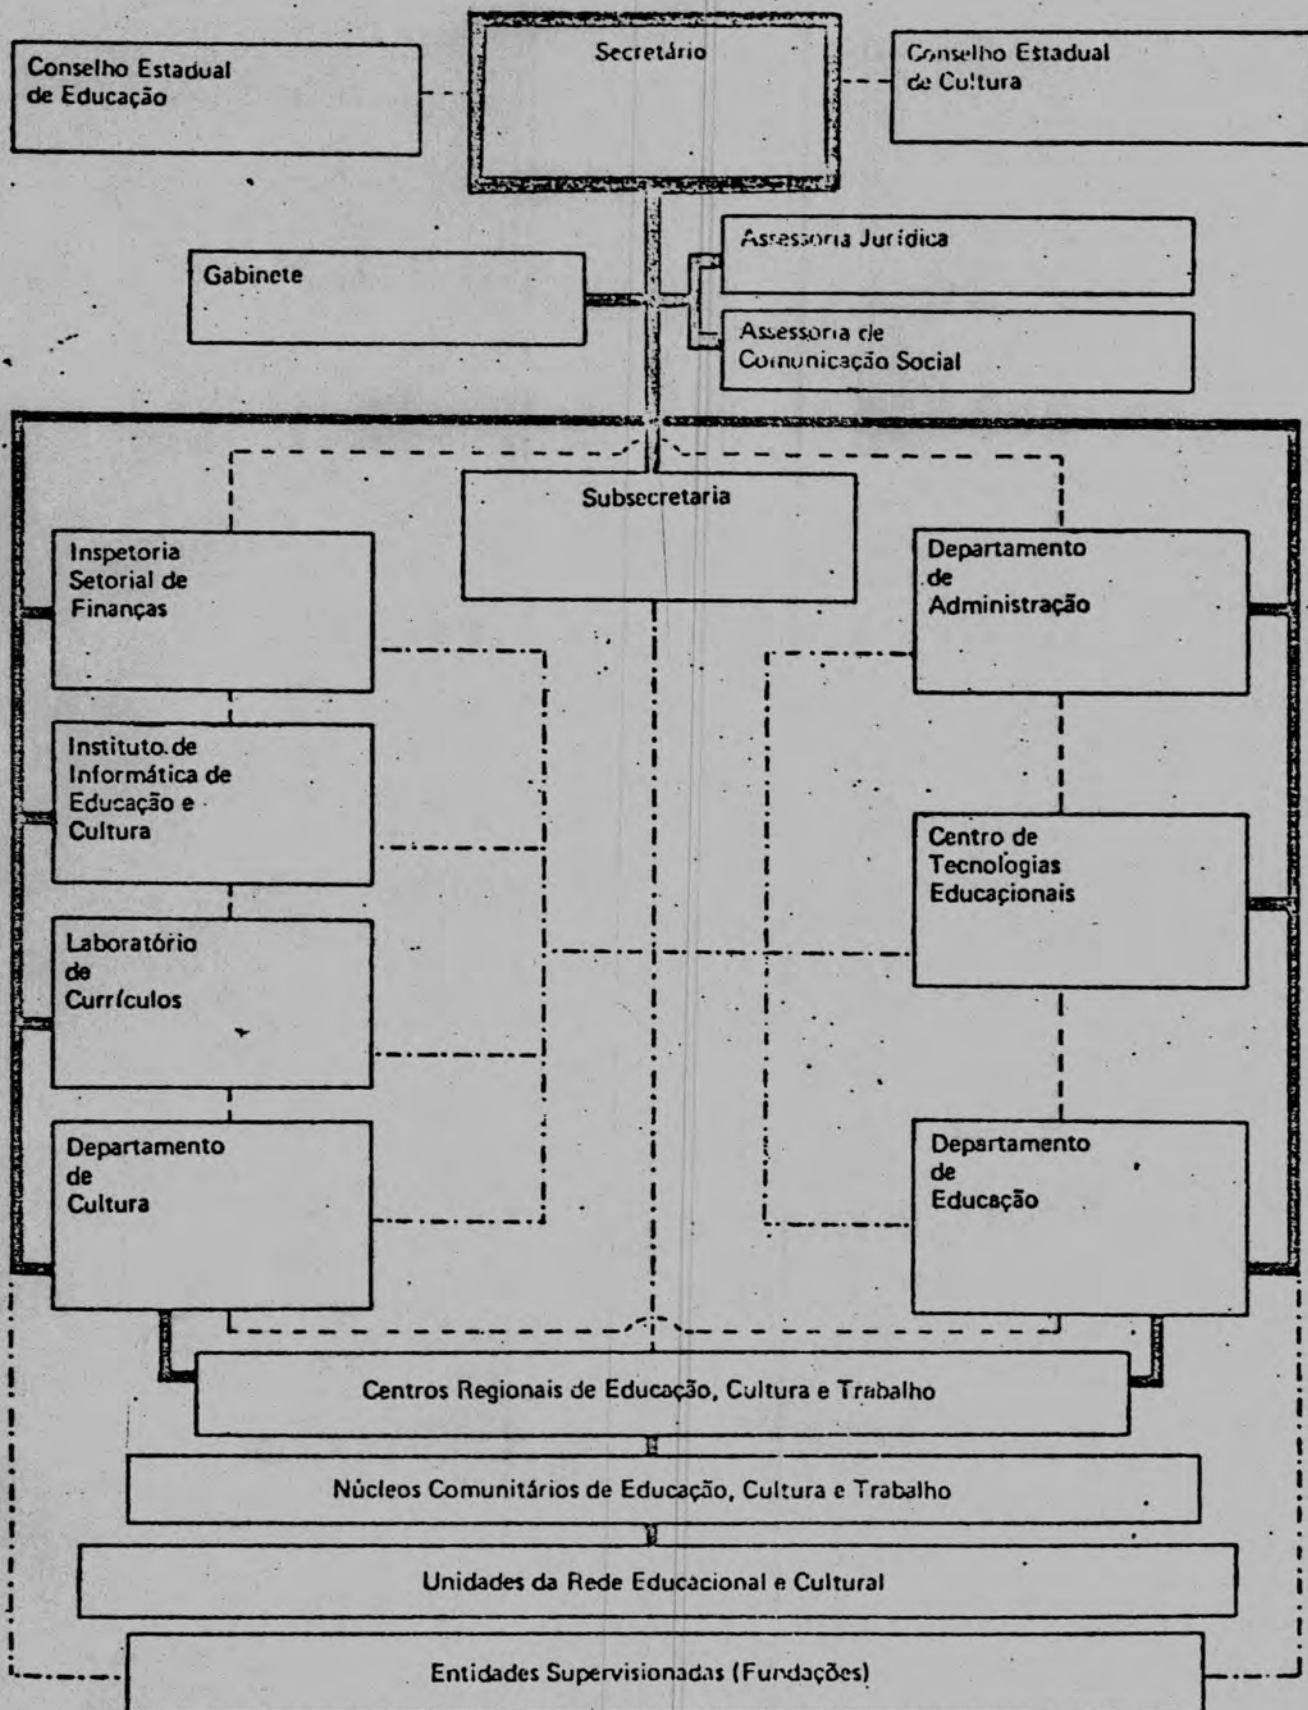 Conselho Estadual
de Educação
Secretário
Conselho Estadual
de Cultura
Gabinete
Assessoria Jurídica
Assessoria de
Comunicação Social
Subsecretaria
Inspetoria
Setorial de
Finanças
Departamento
de
Administração
Instituto de
Informática de
Educação e
Cultura
Centro de
Tecnologias
Educacionais
Laboratório
de
Currículos
Departamento
de
Cultura
Departamento
de
Educação
Centros Regionais de Educação, Cultura e Trabalho
Núcleos Comunitários de Educação, Cultura e Trabalho
Unidades da Rede Educacional e Cultural
Entidades Supervisionadas (Fundações)